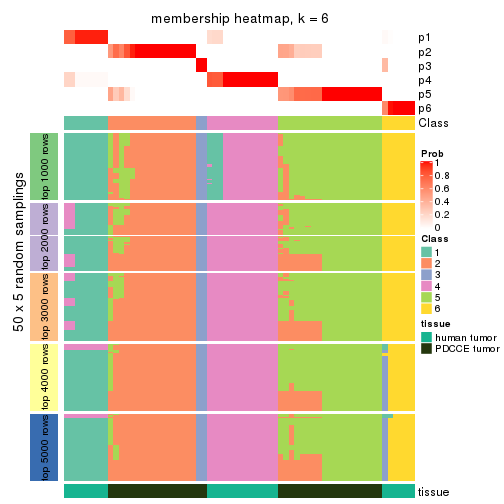 membership heatmap, k = 6
p1
p2
p3
p4
p5
p6
Class
50 x 5 random samplings
top 1000 rows
top 2000 rows
top 3000 rows
top 4000 rows
top 5000 rows
tissue
Prob
1
0.8
0.6
0.4
0.2
0
Class
1
2
3
4
5
6
tissue
human tumor
PDCCE tumor